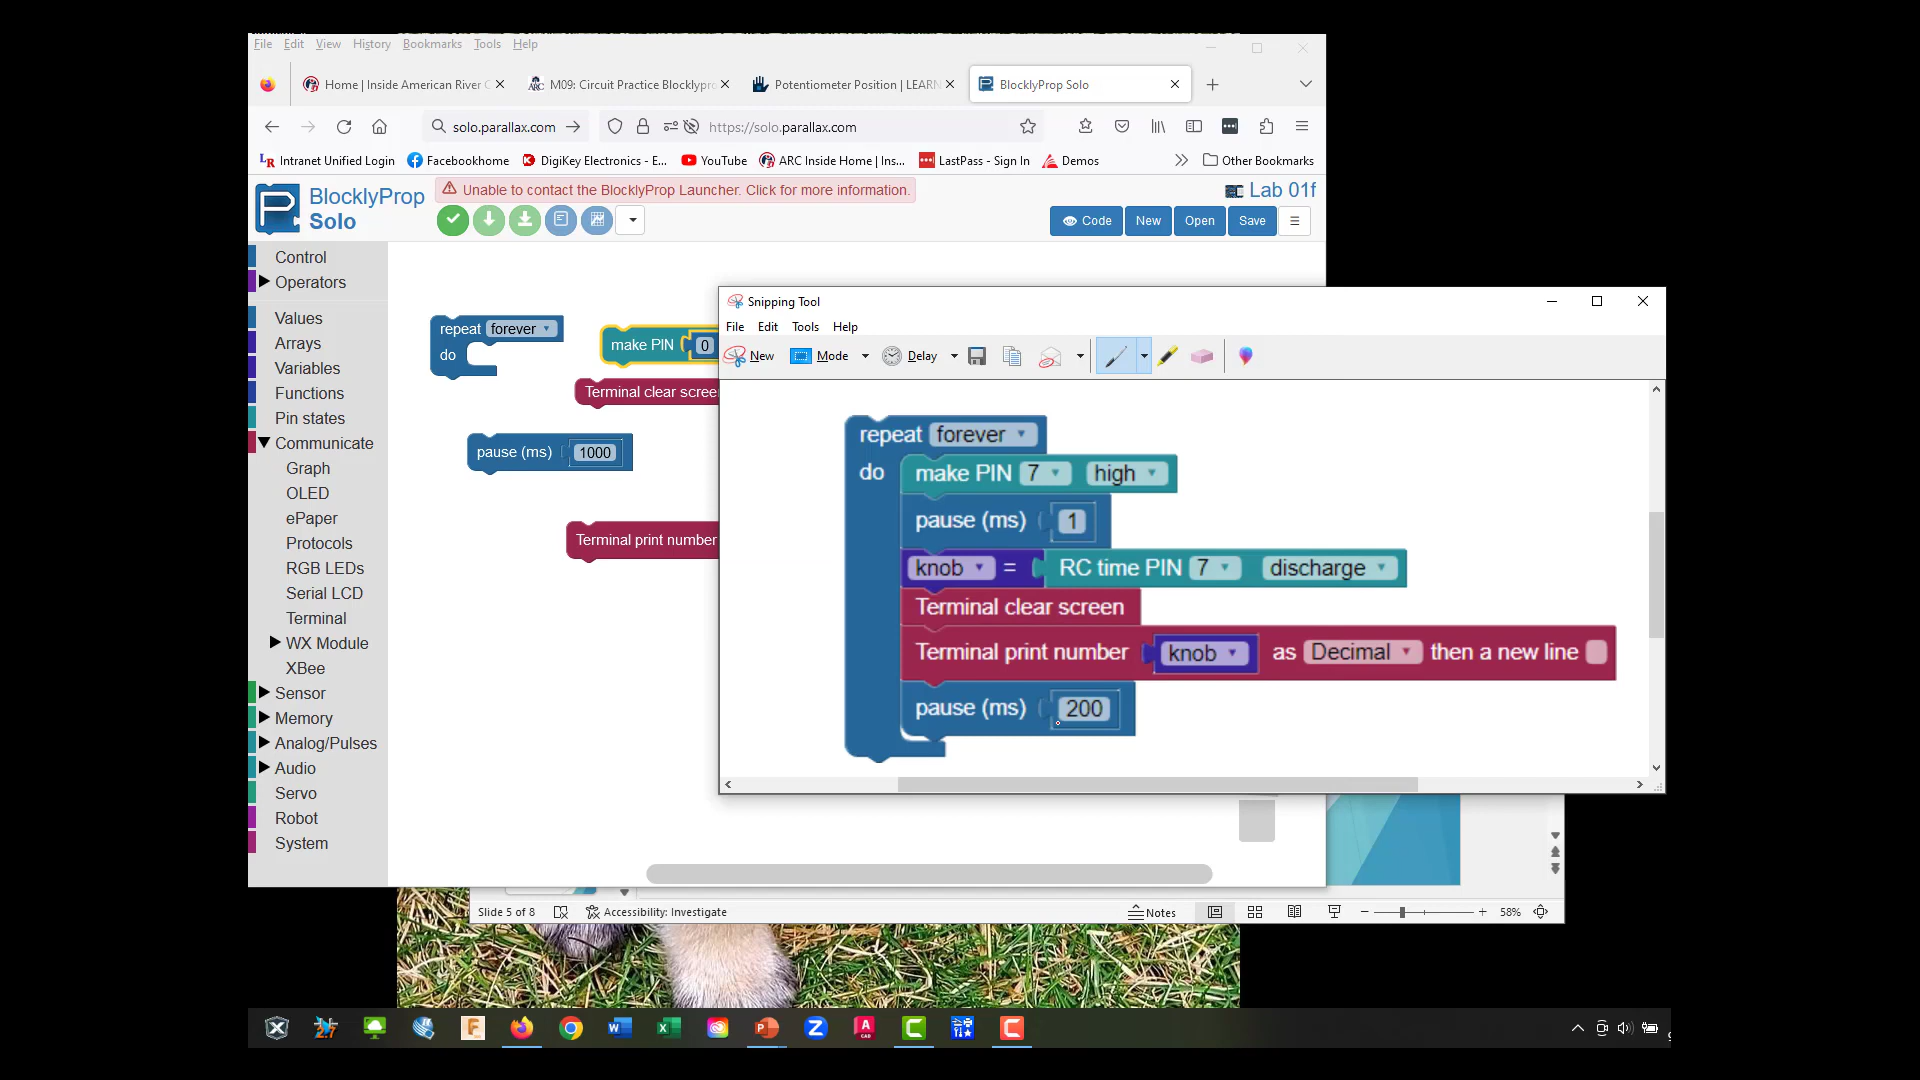 File Edit View History Bookmarks Tools Help
Home | Inside American River C
M09: Circuit Practice Blocklypro
Potentiometer Position | LEARN
BlocklyProp Solo
solo.parallax.com
https://solo.parallax.com
Intranet Unified Login
Facebookhome
DigiKey Electronics - E...
YouTube
ARC Inside Home | Ins...
LastPass - Sign In
Demos
Other Bookmarks
BlocklyProp
Solo
Unable to contact the BlocklyProp Launcher. Click for more information.
Lab 01f
Code
New
Open
Save
Control
Operators
Values
Arrays
Variables
Functions
Pin states
Communicate
Graph
OLED
ePaper
Protocols
RGB LEDs
Serial LCD
Terminal
WX Module
XBee
Sensor
Memory
Analog/Pulses
Audio
Servo
Robot
System
repeat forever
do
make PIN 0
Terminal clear screen
pause (ms) 1000
Terminal print number
Snipping Tool
File Edit Tools Help
New Mode Delay
repeat forever
do
make PIN 7 high
pause (ms) 1
knob = RC time PIN 7 discharge
Terminal clear screen
Terminal print number knob as Decimal then a new line
pause (ms) 200
Slide 5 of 8
Accessibility: Investigate
Notes
58%